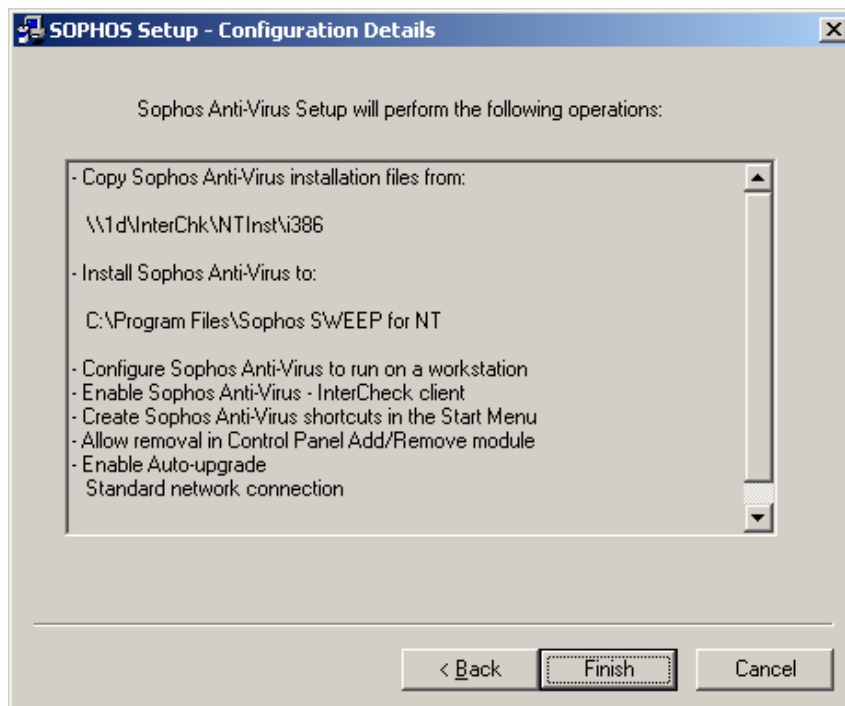 SOPHOS Setup - Configuration Details
Sophos Anti-Virus Setup will perform the following operations:
- Copy Sophos Anti-Virus installation files from:
\\1d\InterChk\NTInst\i386
- Install Sophos Anti-Virus to:
C:\Program Files\Sophos SWEEP for NT
- Configure Sophos Anti-Virus to run on a workstation
- Enable Sophos Anti-Virus - InterCheck client
- Create Sophos Anti-Virus shortcuts in the Start Menu
- Allow removal in Control Panel Add/Remove module
- Enable Auto-upgrade
Standard network connection
< Back Finish Cancel